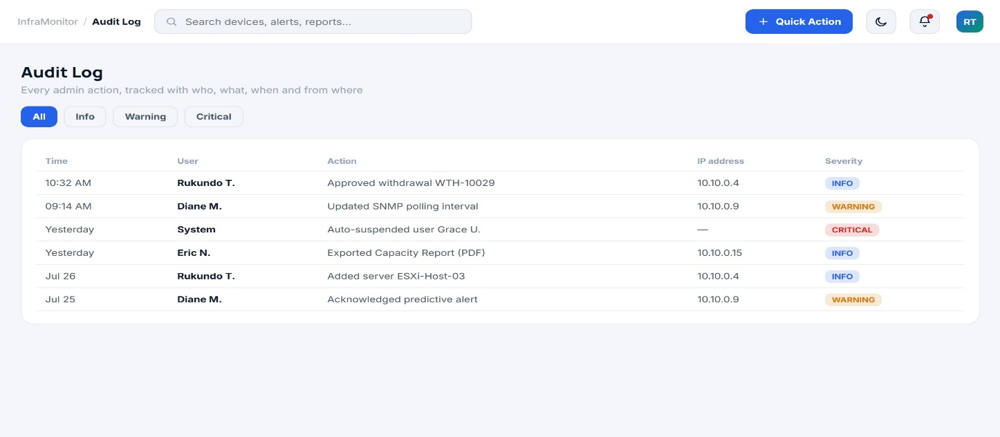 InfraMonitor / Audit Log
Search devices, alerts, reports...
+ Quick Action
RT
Audit Log
Every admin action, tracked with who, what, when and from where
All Info Warning Critical
Time User Action IP address Severity
10:32 AM Rukundo T. Approved withdrawal WTH-10029 10.10.0.4 INFO
09:14 AM Diane M. Updated SNMP polling interval 10.10.0.9 WARNING
Yesterday System Auto-suspended user Grace U. — CRITICAL
Yesterday Eric N. Exported Capacity Report (PDF) 10.10.0.15 INFO
Jul 26 Rukundo T. Added server ESXi-Host-03 10.10.0.4 INFO
Jul 25 Diane M. Acknowledged predictive alert 10.10.0.9 WARNING